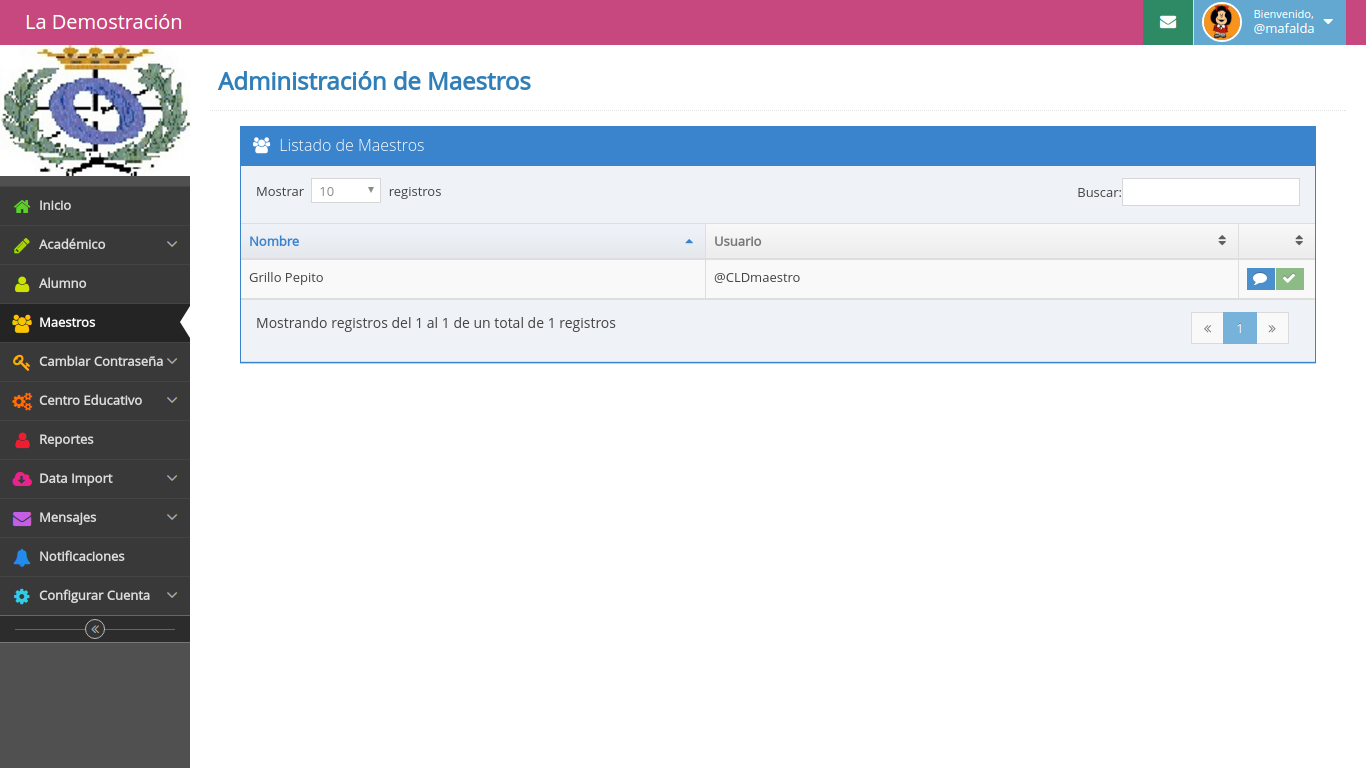 La Demostración
Bienvenido,
@mafalda
Administración de Maestros
Listado de Maestros
Mostrar 10 registros
Buscar:
Nombre Usuario
Grillo Pepito @CLDmaestro
Mostrando registros del 1 al 1 de un total de 1 registros
« 1 »
Inicio
Académico
Alumno
Maestros
Cambiar Contraseña
Centro Educativo
Reportes
Data Import
Mensajes
Notificaciones
Configurar Cuenta